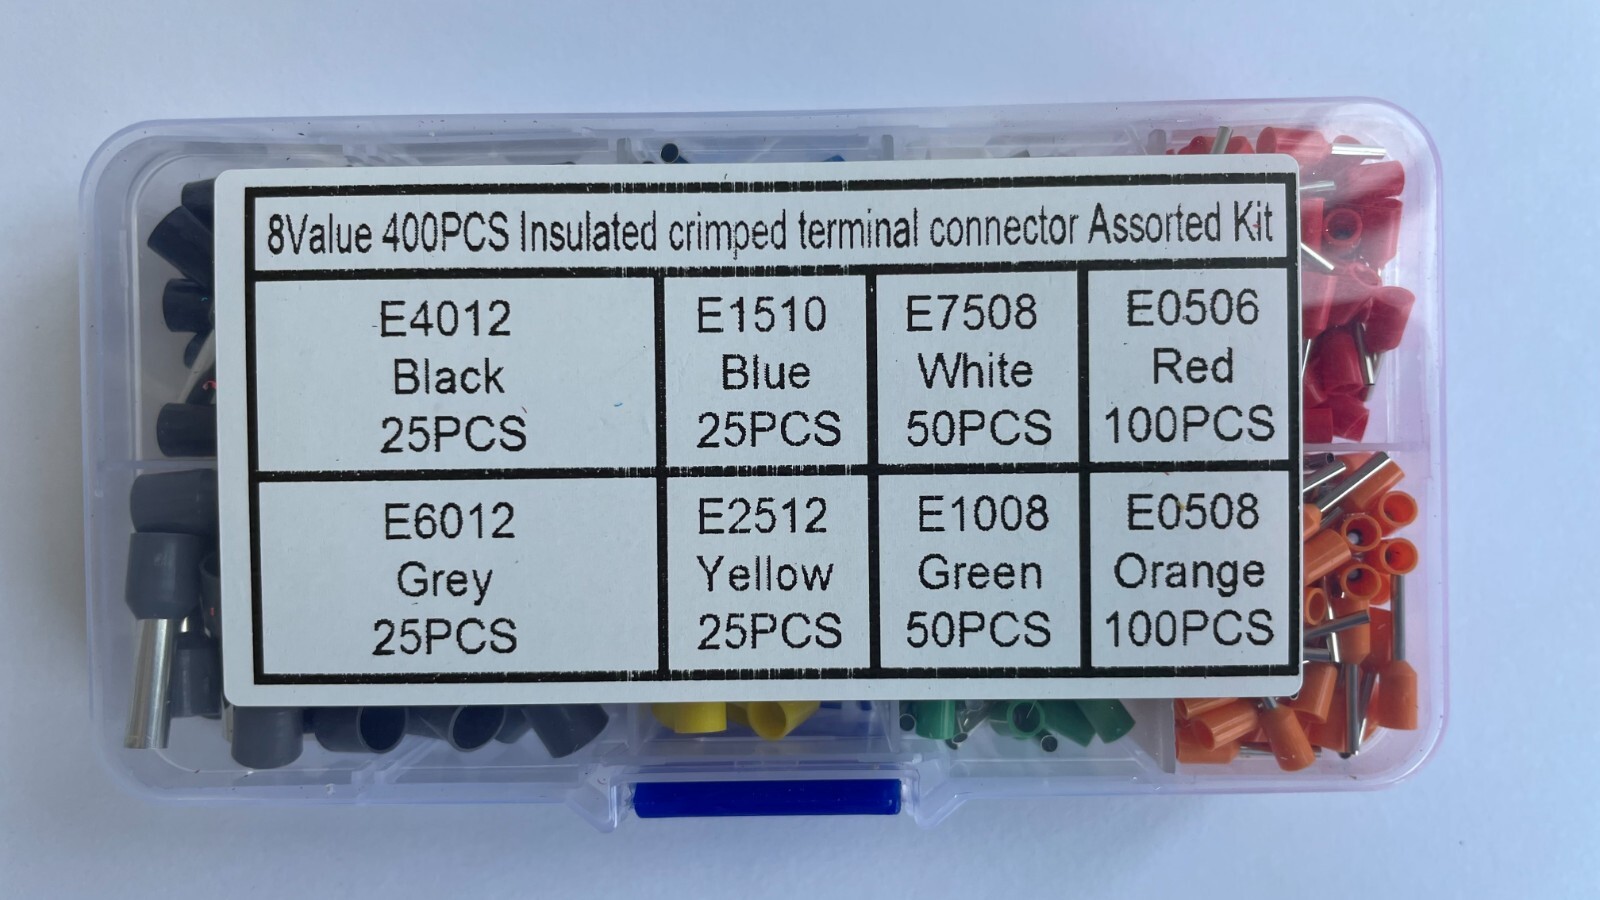 8Value 400PCS Insulated crimped terminal connector Assorted Kit
E4012
Black
25PCS
E1510
Blue
25PCS
E7508
White
50PCS
E0506
Red
100PCS
E6012
Grey
25PCS
E2512
Yellow
25PCS
E1008
Green
50PCS
E0508
Orange
100PCS